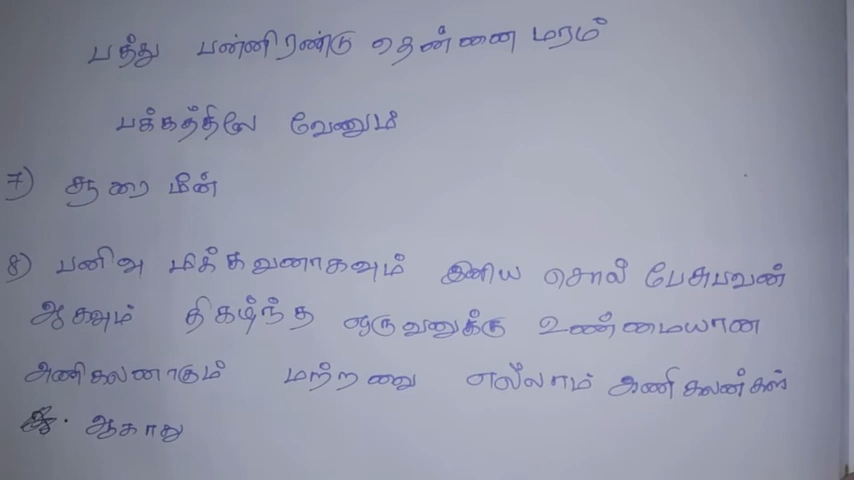 பத்து பன்னிரண்டு தென்னை மரம்
பக்கத்திலே வேனும்
7) சூரை மீன்
8) பனிவு மிக்கவனாகவும் இனிய சொல் பேசுபவன்
ஆகவும் திகழ்ந்த ஒருவனுக்கு உண்மையான
அணிகலனாகும் மற்றவை எல்லாம் அணிகலன்கள்
ஆகாது